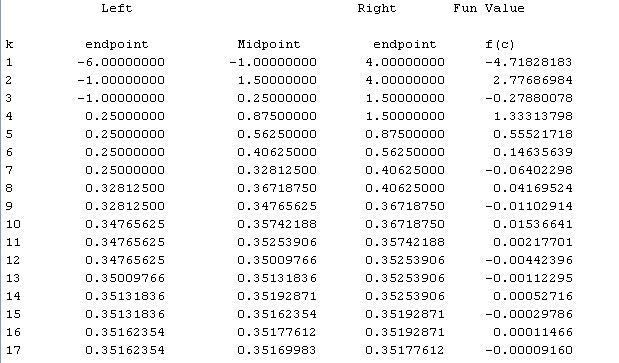 Left Right Fun Value
k endpoint Midpoint endpoint f(c)
1 -6.00000000 -1.00000000 4.00000000 -4.71828183
2 -1.00000000 1.50000000 4.00000000 2.77686984
3 -1.00000000 0.25000000 1.50000000 -0.27880078
4 0.25000000 0.87500000 1.50000000 1.33313798
5 0.25000000 0.56250000 0.87500000 0.55521718
6 0.25000000 0.40625000 0.56250000 0.14635639
7 0.25000000 0.32812500 0.40625000 -0.06402298
8 0.32812500 0.36718750 0.40625000 0.04169524
9 0.32812500 0.34765625 0.36718750 -0.01102914
10 0.34765625 0.35742188 0.36718750 0.01536641
11 0.34765625 0.35253906 0.35742188 0.00217701
12 0.34765625 0.35009766 0.35253906 -0.00442396
13 0.35009766 0.35131836 0.35253906 -0.00112295
14 0.35131836 0.35192871 0.35253906 0.00052716
15 0.35131836 0.35162354 0.35192871 -0.00029786
16 0.35162354 0.35177612 0.35192871 0.00011466
17 0.35162354 0.35169983 0.35177612 -0.00009160